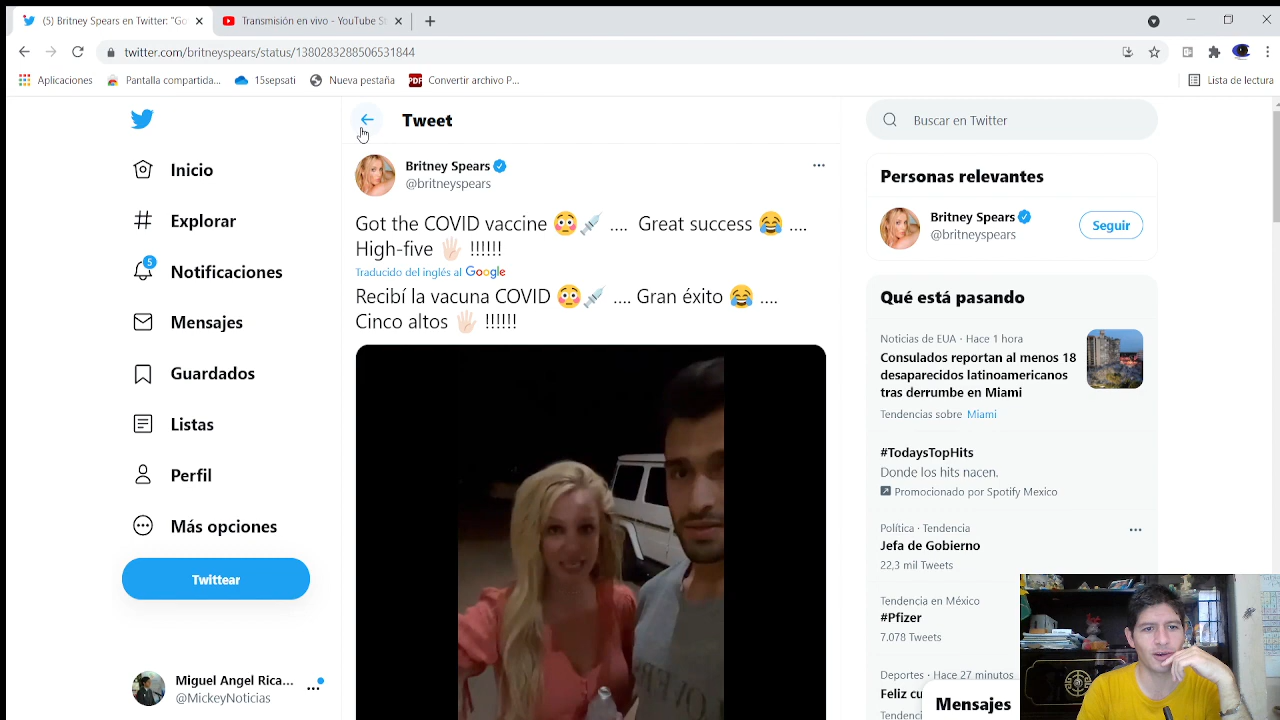 (5) Britney Spears en Twitter: "Go
Transmisión en vivo - YouTube St
twitter.com/britneyspears/status/1380283288506531844
Aplicaciones
Pantalla compartida...
15sepsati
Nueva pestaña
PDF
Convertir archivo P...
Lista de lectura
Inicio
Explorar
5
Notificaciones
Mensajes
Guardados
Listas
Perfil
Más opciones
Twittear
Miguel Angel Rica...
@MickeyNoticias
Tweet
Britney Spears
@britneyspears
Got the COVID vaccine 😳💉 .... Great success 😂 ....
High-five 🖐🏻 !!!!!!
Traducido del inglés al Google
Recibí la vacuna COVID 😳💉 .... Gran éxito 😂 ....
Cinco altos 🖐🏻 !!!!!!
Buscar en Twitter
Personas relevantes
Britney Spears
@britneyspears
Seguir
Qué está pasando
Noticias de EUA · Hace 1 hora
Consulados reportan al menos 18
desaparecidos latinoamericanos
tras derrumbe en Miami
Tendencias sobre Miami
#TodaysTopHits
Donde los hits nacen.
Promocionado por Spotify Mexico
Política · Tendencia
Jefa de Gobierno
22,3 mil Tweets
Tendencia en México
#Pfizer
7.078 Tweets
Deportes · Hace 27 minutos
Feliz cu
Mensajes